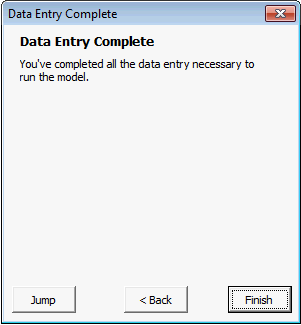 Data Entry Complete
Data Entry Complete
You've completed all the data entry necessary to
run the model.
Jump
< Back
Finish